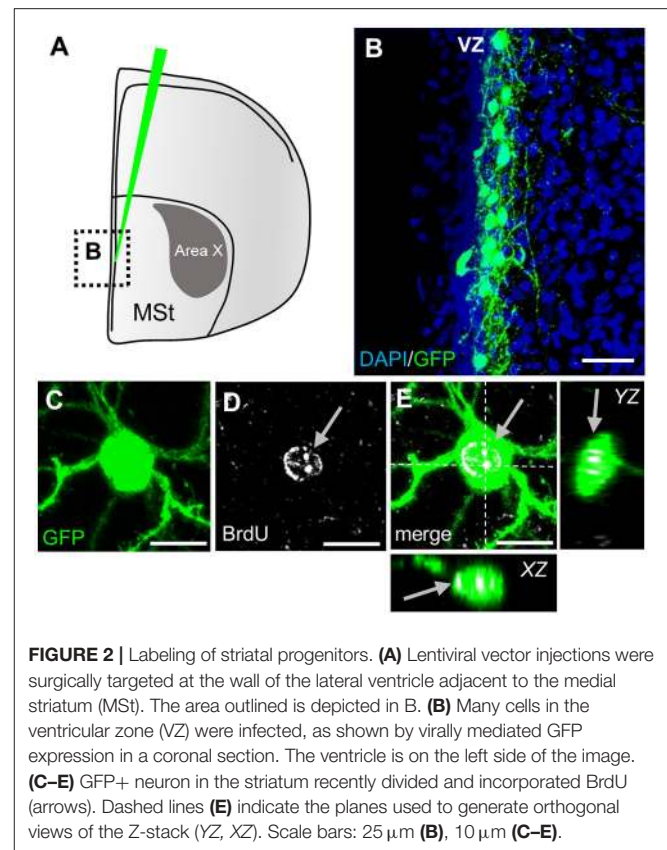 A
B
Area X
MSt
B
VZ
DAPI/GFP
C
GFP
D
BrdU
E
merge
YZ
XZ
FIGURE 2 | Labeling of striatal progenitors. (A) Lentiviral vector injections were
surgically targeted at the wall of the lateral ventricle adjacent to the medial
striatum (MSt). The area outlined is depicted in B. (B) Many cells in the
ventricular zone (VZ) were infected, as shown by virally mediated GFP
expression in a coronal section. The ventricle is on the left side of the image.
(C–E) GFP+ neuron in the striatum recently divided and incorporated BrdU
(arrows). Dashed lines (E) indicate the planes used to generate orthogonal
views of the Z-stack (YZ, XZ). Scale bars: 25 μm (B), 10 μm (C–E).